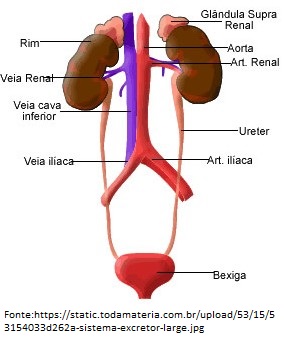 Glândula Supra
Renal
Rim
Aorta
Art. Renal
Veia Renal
Veia cava
inferior
Ureter
Veia ilíaca
Art. ilíaca
Bexiga
Fonte:https://static.todamateria.com.br/upload/53/15/5
3154033d262a-sistema-excretor-large.jpg